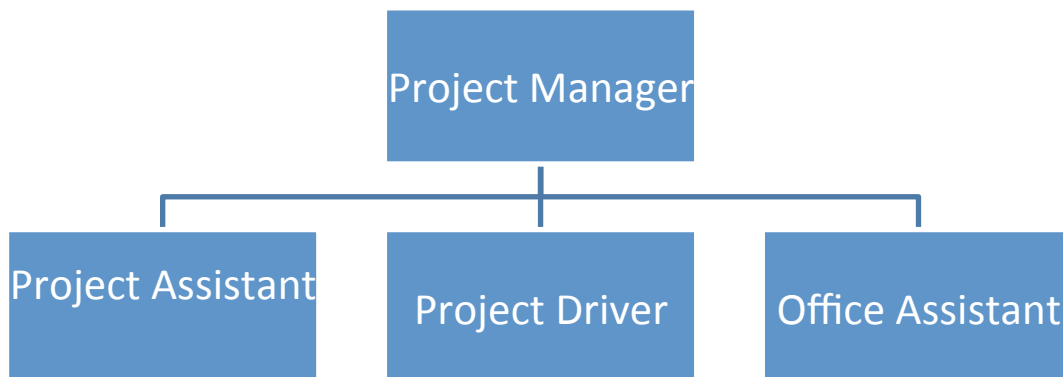 Project Manager
Project Assistant
Project Driver
Office Assistant